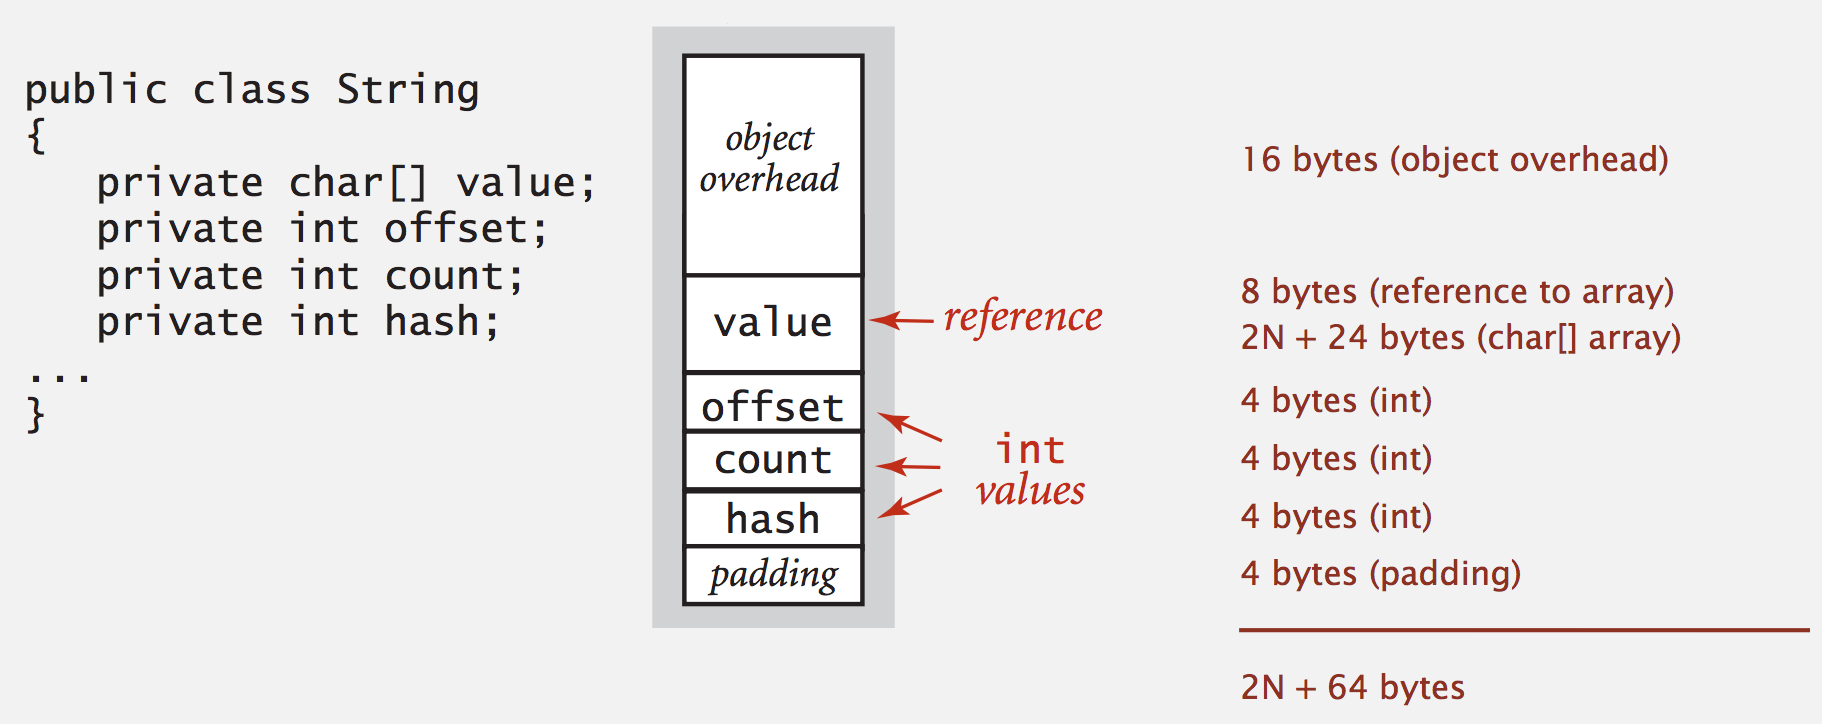 public class String
{
private char[] value;
private int offset;
private int count;
private int hash;
...
}
object
overhead
value
offset
count
hash
padding
reference
int
values
16 bytes (object overhead)
8 bytes (reference to array)
2N + 24 bytes (char[] array)
4 bytes (int)
4 bytes (int)
4 bytes (int)
4 bytes (padding)
2N + 64 bytes